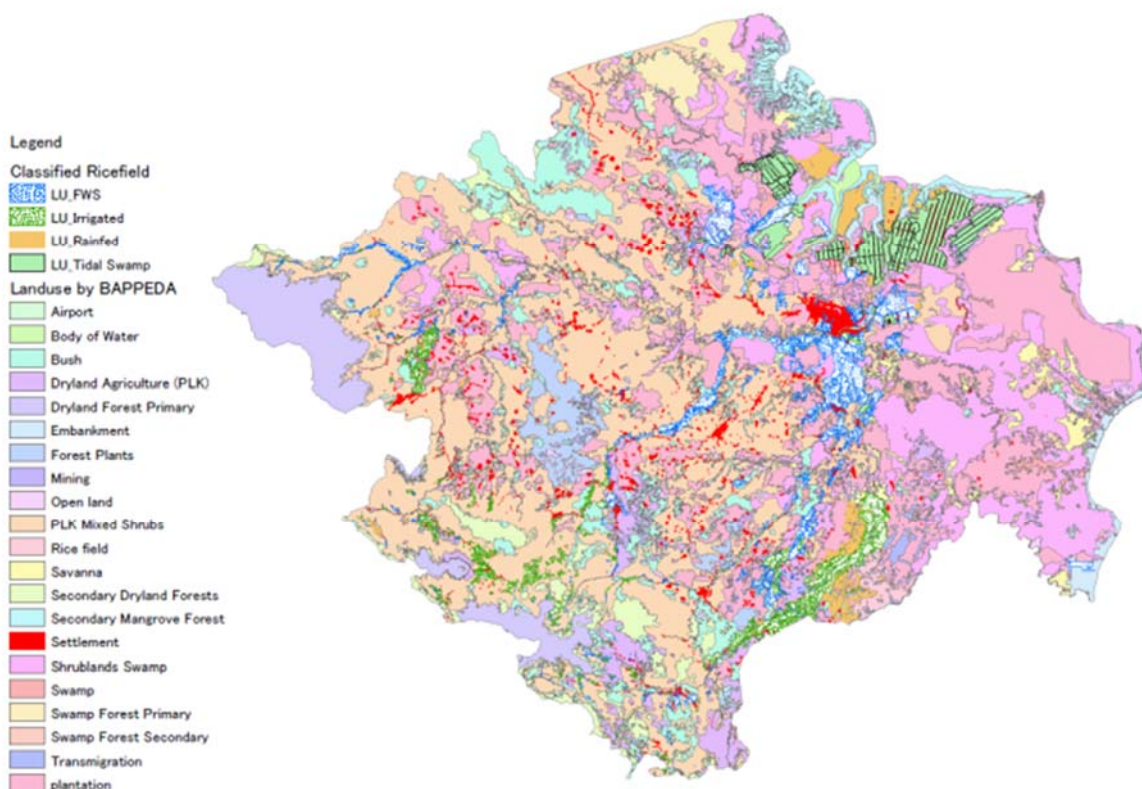 Legend
Classified Ricefield
LU_FWS
LU_Irrigated
LU_Rainfed
LU_Tidal Swamp
Landuse by BAPPEDA
Airport
Body of Water
Bush
Dryland Agriculture (PLK)
Dryland Forest Primary
Embankment
Forest Plants
Mining
Open land
PLK Mixed Shrubs
Rice field
Savanna
Secondary Dryland Forests
Secondary Mangrove Forest
Settlement
Shrublands Swamp
Swamp
Swamp Forest Primary
Swamp Forest Secondary
Transmigration
plantation